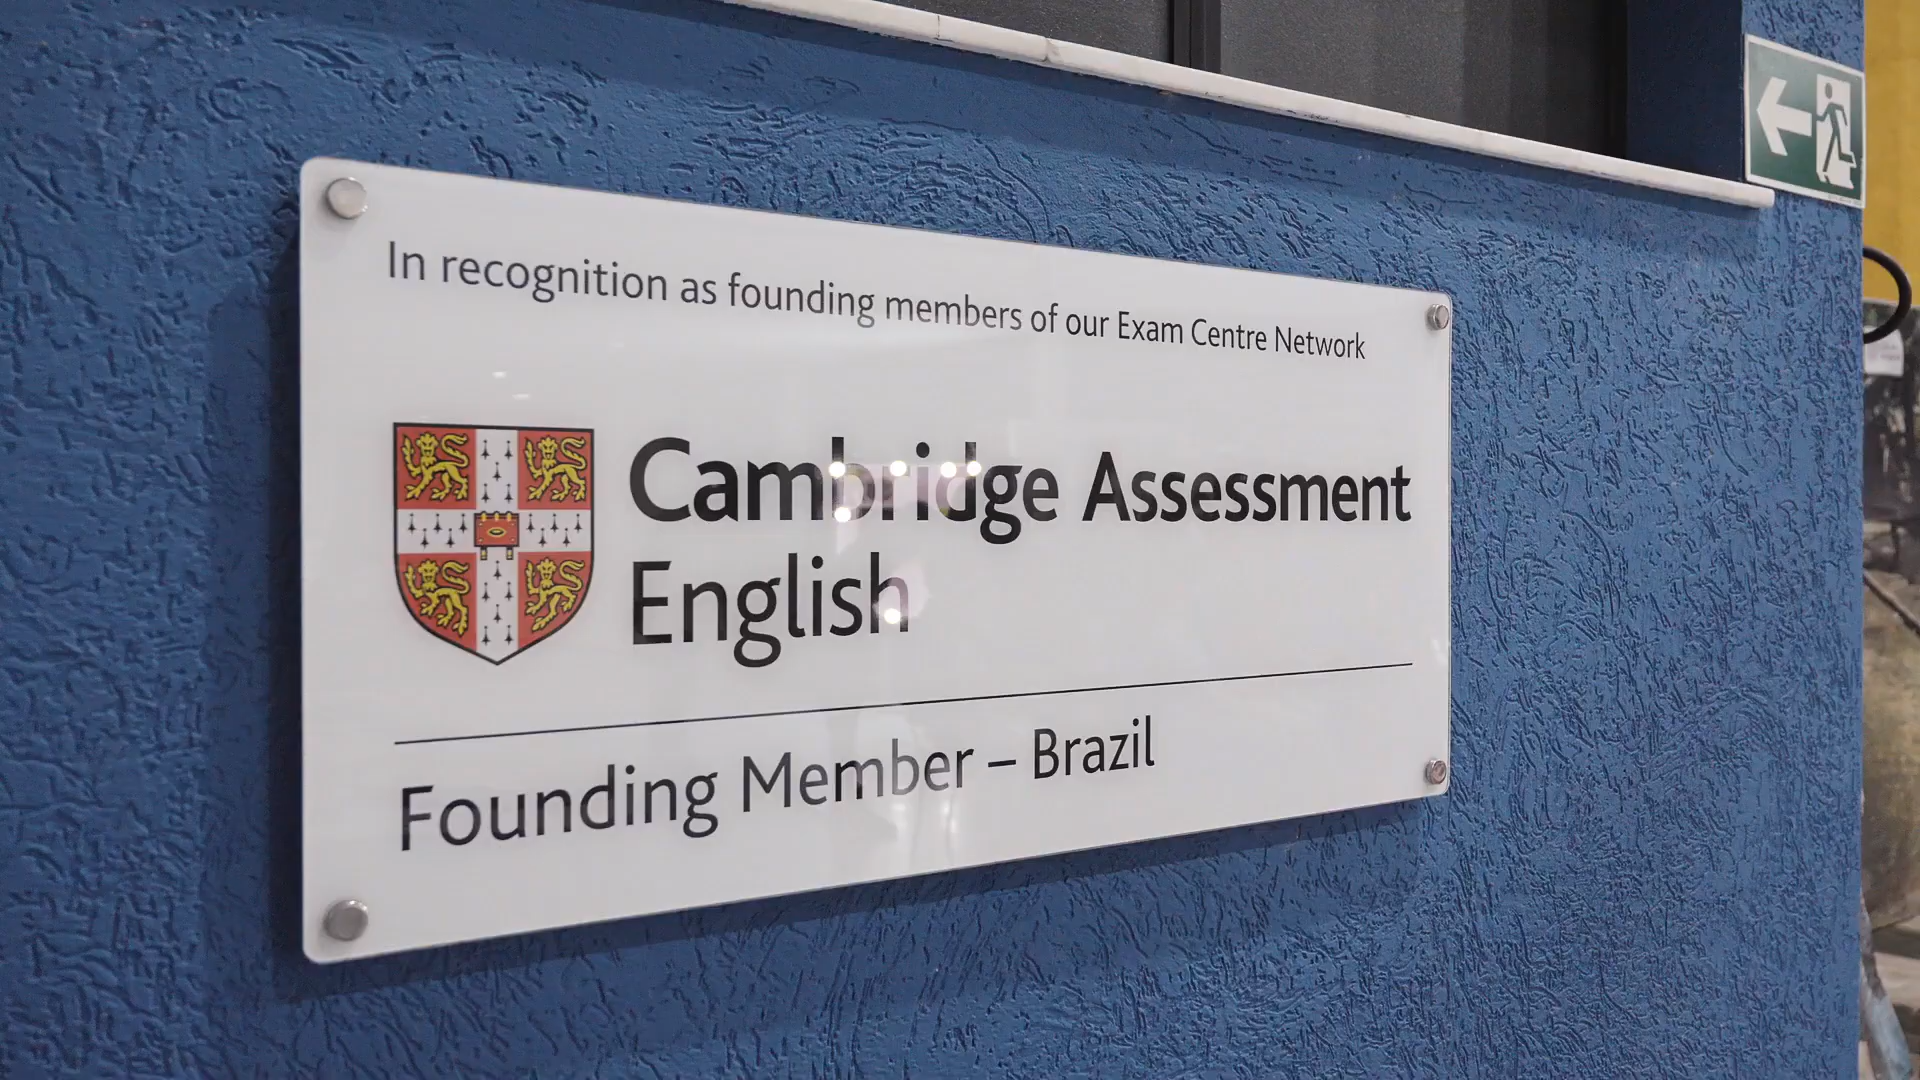 In recognition as founding members of our Exam Centre Network
Cambridge Assessment
English
Founding Member – Brazil